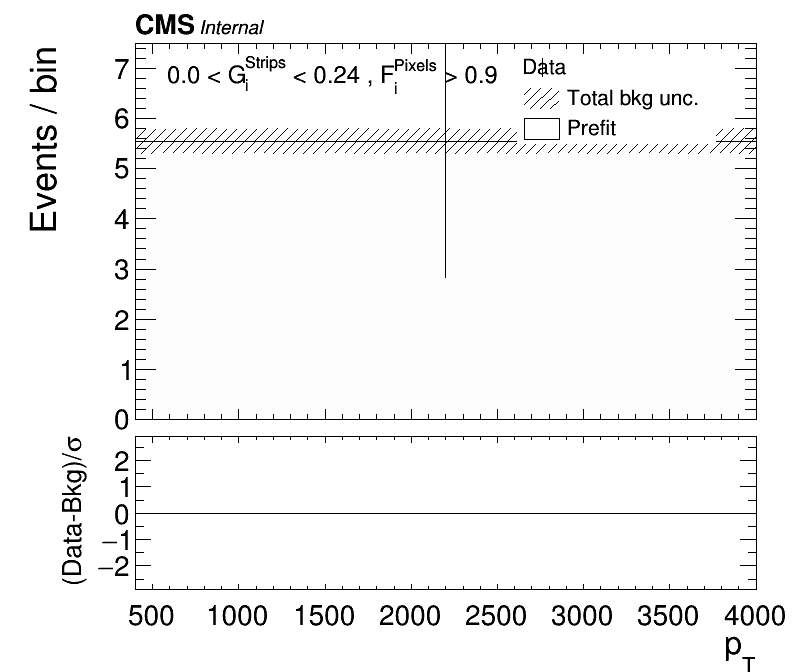 CMS Internal
0.0 < G_i^Strips < 0.24 , F_i^Pixels > 0.9
Data
Total bkg unc.
Prefit
Events / bin
7
6
5
4
3
2
1
0
(Data-Bkg)/σ
2
1
0
−1
−2
500 1000 1500 2000 2500 3000 3500 4000
p_T